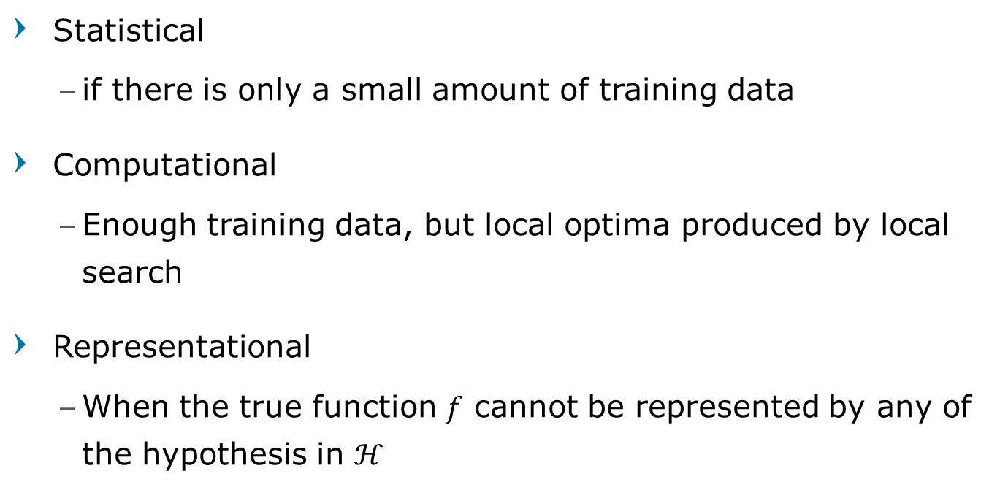 Statistical
– if there is only a small amount of training data
Computational
– Enough training data, but local optima produced by local
search
Representational
– When the true function 𝑓 cannot be represented by any of
the hypothesis in ℋ